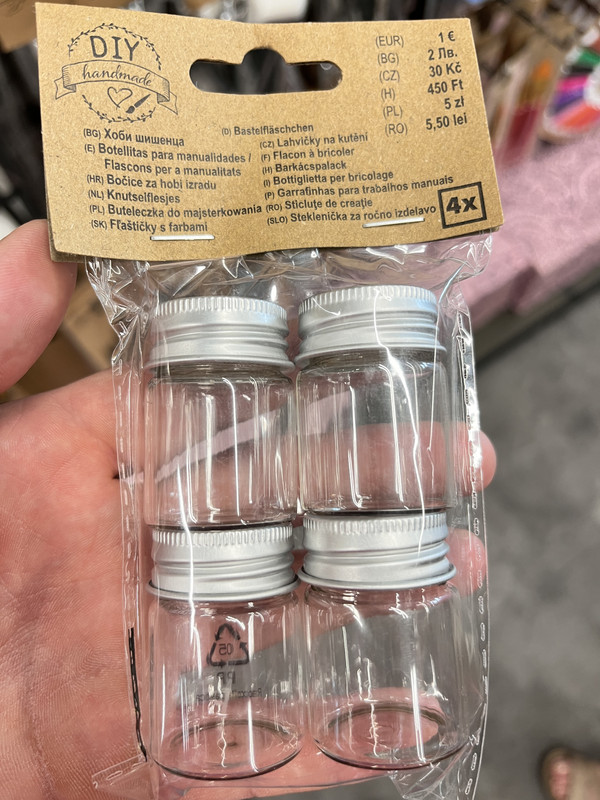 DIY
handmade
(EUR) 1 €
(BG) 2 Лв.
(CZ) 30 Kč
(H) 450 Ft
(PL) 5 zł
(RO) 5,50 lei
(BG) Хоби шишенца
(E) Botellitas para manualidades /
Flascons per a manualitats
(HR) Bočice za hobi izradu
(NL) Knutselflesjes
(PL) Buteleczka do majsterkowania
(SK) Fľaštičky s farbami
(D) Bastelfläschchen
(CZ) Lahvičky na kutění
(F) Flacon à bricoler
(H) Barkácspalack
(I) Bottiglietta per bricolage
(P) Garrafinhas para trabalhos manuais
(RO) Sticluțe de creație
(SLO) Steklenička za ročno izdelavo
4x
05
PP